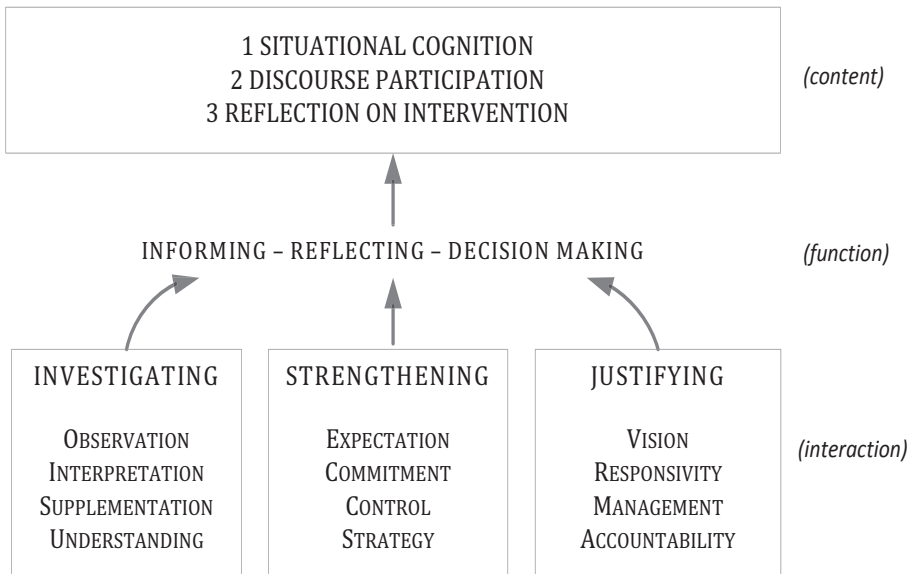 1 SITUATIONAL COGNITION
2 DISCOURSE PARTICIPATION
3 REFLECTION ON INTERVENTION
(content)
INFORMING – REFLECTING – DECISION MAKING
(function)
INVESTIGATING
OBSERVATION
INTERPRETATION
SUPPLEMENTATION
UNDERSTANDING
STRENGTHENING
EXPECTATION
COMMITMENT
CONTROL
STRATEGY
JUSTIFYING
VISION
RESPONSIVITY
MANAGEMENT
ACCOUNTABILITY
(interaction)